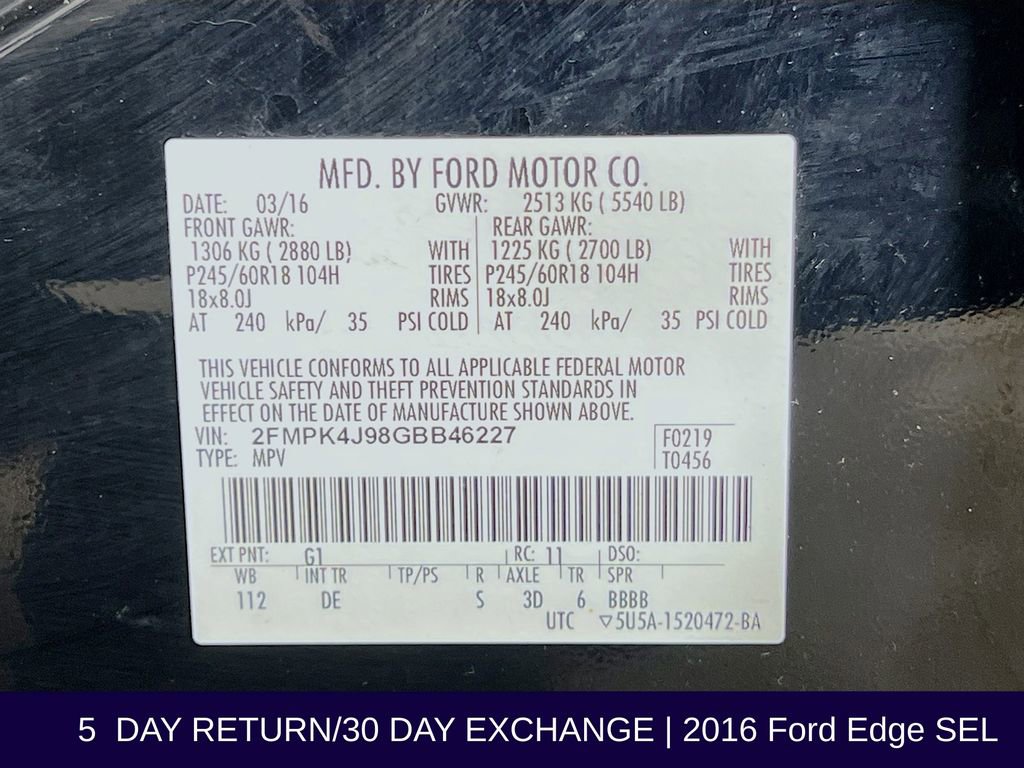 MFD. BY FORD MOTOR CO.
DATE: 03/16 GVWR: 2513 KG ( 5540 LB)
FRONT GAWR: REAR GAWR:
1306 KG ( 2880 LB) WITH 1225 KG ( 2700 LB) WITH
P245/60R18 104H TIRES P245/60R18 104H TIRES
18x8.0J RIMS 18x8.0J RIMS
AT 240 kPa/ 35 PSI COLD AT 240 kPa/ 35 PSI COLD
THIS VEHICLE CONFORMS TO ALL APPLICABLE FEDERAL MOTOR
VEHICLE SAFETY AND THEFT PREVENTION STANDARDS IN
EFFECT ON THE DATE OF MANUFACTURE SHOWN ABOVE.
VIN: 2FMPK4J98GBB46227 F0219
TYPE: MPV T0456
EXT PNT: G1 RC: 11 DSO:
WB INT TR TP/PS R AXLE TR SPR
112 DE S 3D 6 BBBB
UTC ▽5U5A-1520472-BA
5 DAY RETURN/30 DAY EXCHANGE | 2016 Ford Edge SEL